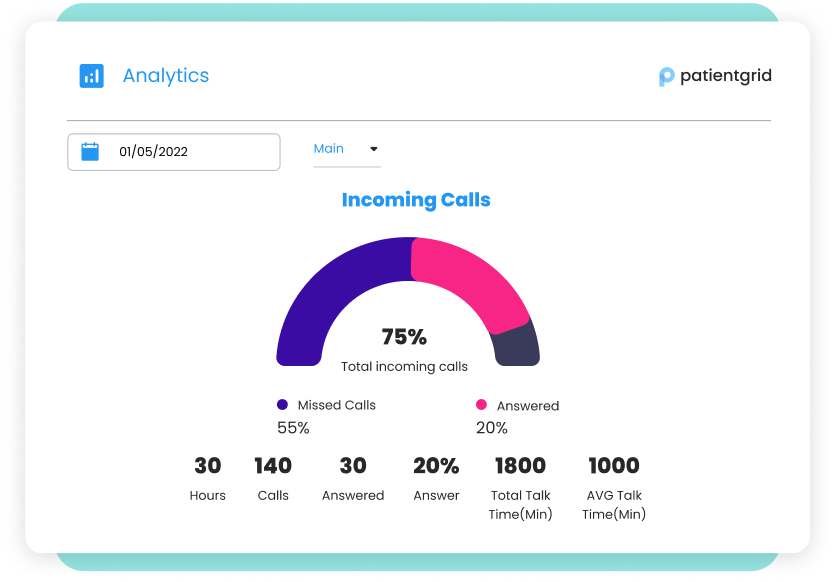 Analytics
patientgrid
01/05/2022
Main
Incoming Calls
75%
Total incoming calls
Missed Calls
Answered
55%
20%
30
140
30
20%
1800
1000
Hours
Calls
Answered
Answer
Total Talk
Time(Min)
AVG Talk
Time(Min)